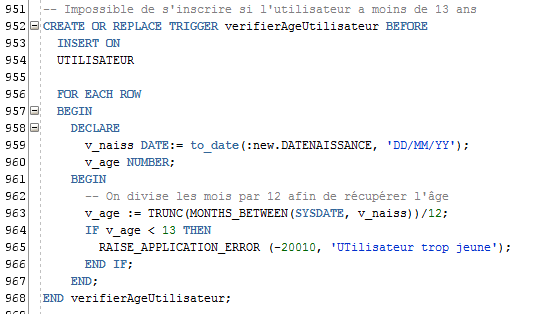 951 -- Impossible de s'inscrire si l'utilisateur a moins de 13 ans
952 CREATE OR REPLACE TRIGGER verifierAgeUtilisateur BEFORE
953 INSERT ON
954 UTILISATEUR
955
956 FOR EACH ROW
957 BEGIN
958 DECLARE
959 v_naiss DATE:= to_date(:new.DATENAISSANCE, 'DD/MM/YY');
960 v_age NUMBER;
961 BEGIN
962 -- On divise les mois par 12 afin de récupérer l'âge
963 v_age := TRUNC(MONTHS_BETWEEN(SYSDATE, v_naiss))/12;
964 IF v_age < 13 THEN
965 RAISE_APPLICATION_ERROR (-20010, 'UTilisateur trop jeune');
966 END IF;
967 END;
968 END verifierAgeUtilisateur;